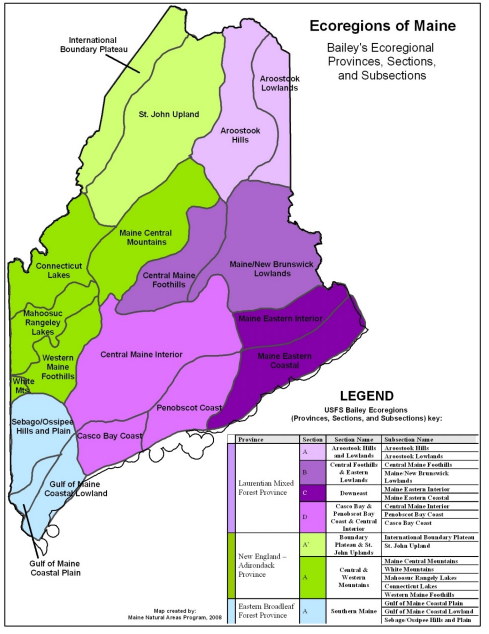 Ecoregions of Maine
Bailey's Ecoregional
Provinces, Sections,
and Subsections
International
Boundary Plateau
Aroostook
Lowlands
St. John Upland
Aroostook
Hills
Maine Central
Mountains
Connecticut
Lakes
Central Maine
Foothills
Maine/New Brunswick
Lowlands
Mahoosuc
Rangeley
Lakes
Maine Eastern Interior
Central Maine Interior
Western
Maine
Foothills
Maine Eastern
Coastal
White
Mts.
Penobscot Coast
Sebago/Ossipee
Hills and Plain
Casco Bay Coast
Gulf of Maine
Coastal Lowland
Gulf of Maine
Coastal Plain
Map created by:
Maine Natural Areas Program, 2008
LEGEND
USFS Bailey Ecoregions
(Provinces, Sections, and Subsections) key:
Province Section Section Name Subsection Name
Laurentian Mixed
Forest Province
A Aroostook Hills
and Lowlands
Aroostook Hills
Aroostook Lowlands
B Central Foothills
& Eastern
Lowlands
Central Maine Foothills
Maine/New Brunswick
Lowlands
C Downeast
Maine Eastern Interior
Maine Eastern Coastal
D Casco Bay &
Penobscot Bay
Coast & Central
Interior
Central Maine Interior
Penobscot Bay Coast
Casco Bay Coast
New England –
Adirondack
Province
A' Boundary
Plateau & St.
John Uplands
International Boundary Plateau
St. John Upland
A Central &
Western
Mountains
Maine Central Mountains
White Mountains
Mahosuc Rangely Lakes
Connecticut Lakes
Western Maine Foothills
Eastern Broadleaf
Forest Province
A Southern Maine
Gulf of Maine Coastal Plain
Gulf of Maine Coastal Lowland
Sebago/Ossipee Hills and Plain